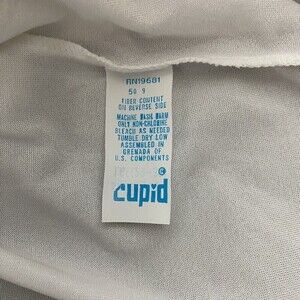 RN19681
50 9
FIBER CONTENT
ON REVERSE SIDE
MACHINE WASH WARM
ONLY NON-CHLORINE
BLEACH AS NEEDED
TUMBLE DRY LOW
ASSEMBLED IN
GRENADA OF
U.S. COMPONENTS
©
cupid